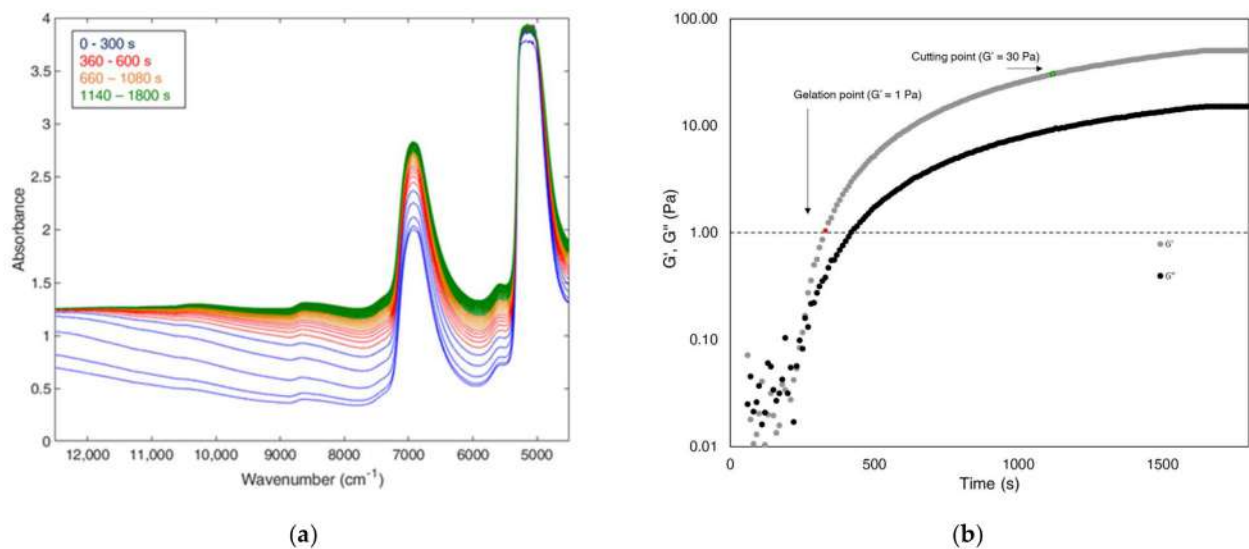 4
3.5
3
2.5
2
1.5
1
0.5
0
Absorbance
0 - 300 s
360 - 600 s
660 – 1080 s
1140 – 1800 s
12,000 11,000 10,000 9000 8000 7000 6000 5000
Wavenumber (cm⁻¹)
(a)
100.00
10.00
1.00
0.10
0.01
G', G" (Pa)
Cutting point (G' = 30 Pa)
Gelation point (G' = 1 Pa)
G'
G"
0 500 1000 1500
Time (s)
(b)